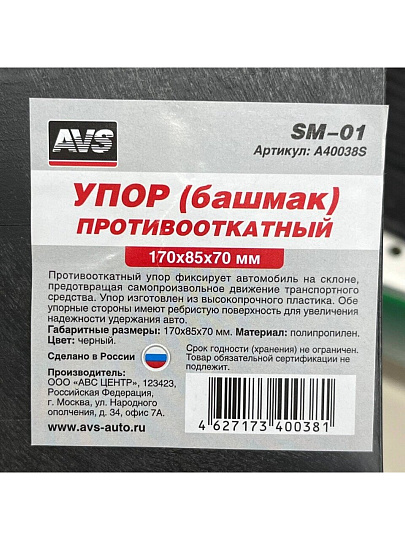 AVS
SM-01
Артикул: A40038S
УПОР (башмак)
ПРОТИВООТКАТНЫЙ
170x85x70 мм
Противооткатный упор фиксирует автомобиль на склоне,
предотвращая самопроизвольное движение транспортного
средства. Упор изготовлен из высокопрочного пластика. Обе
упорные стороны имеют ребристую поверхность для увеличения
надежности удержания авто.
Габаритные размеры: 170x85x70 мм. Материал: полипропилен.
Цвет: черный.
Сделано в России
Срок годности (хранения) не ограничен.
Товар обязательной сертификации не
подлежит.
Производитель:
ООО «АВС ЦЕНТР», 123423,
Российская Федерация,
г. Москва, ул. Народного
ополчения, д. 34, офис 7А.
www.avs-auto.ru
4 627173 400381